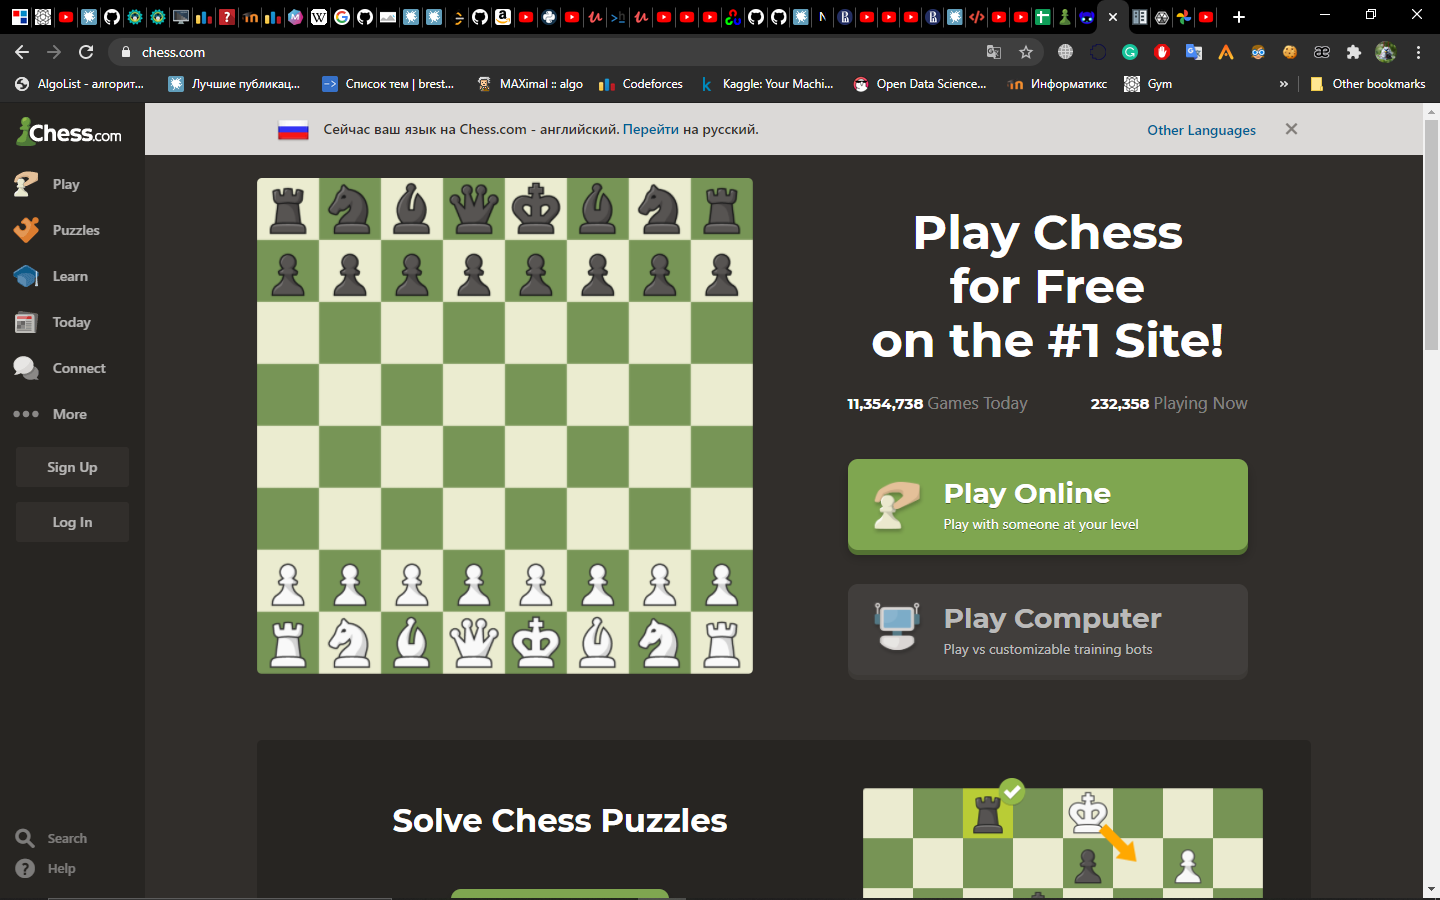 chess.com
AlgoList - алгорит...
Лучшие публикац...
Список тем | brest...
MAXimal :: algo
Codeforces
Kaggle: Your Machi...
Open Data Science...
Информатикс
Gym
»
Other bookmarks
Chess.com
Сейчас ваш язык на Chess.com - английский. Перейти на русский.
Other Languages
Play
Puzzles
Learn
Today
Connect
More
Sign Up
Log In
Search
Help
Play Chess
for Free
on the #1 Site!
11,354,738 Games Today
232,358 Playing Now
Play Online
Play with someone at your level
Play Computer
Play vs customizable training bots
Solve Chess Puzzles